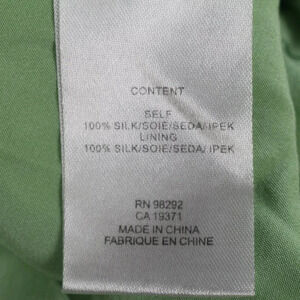 CONTENT
SELF
100% SILK/SOIE/SEDA/IPEK
LINING
100% SILK/SOIE/SEDA/IPEK
RN 98292
CA 19371
MADE IN CHINA
FABRIQUE EN CHINE